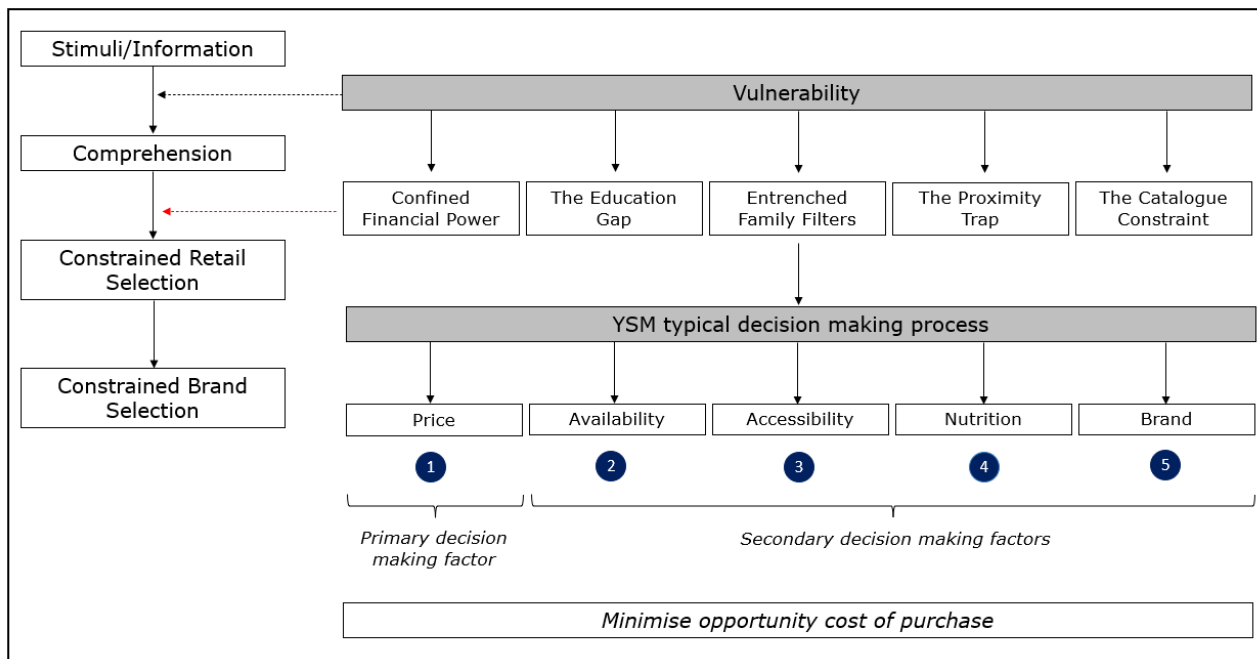 Stimuli/Information
Vulnerability
Comprehension
Confined
Financial Power
The Education
Gap
Entrenched
Family Filters
The Proximity
Trap
The Catalogue
Constraint
Constrained Retail
Selection
YSM typical decision making process
Constrained Brand
Selection
Price
Availability
Accessibility
Nutrition
Brand
1
2
3
4
5
Primary decision
making factor
Secondary decision making factors
Minimise opportunity cost of purchase